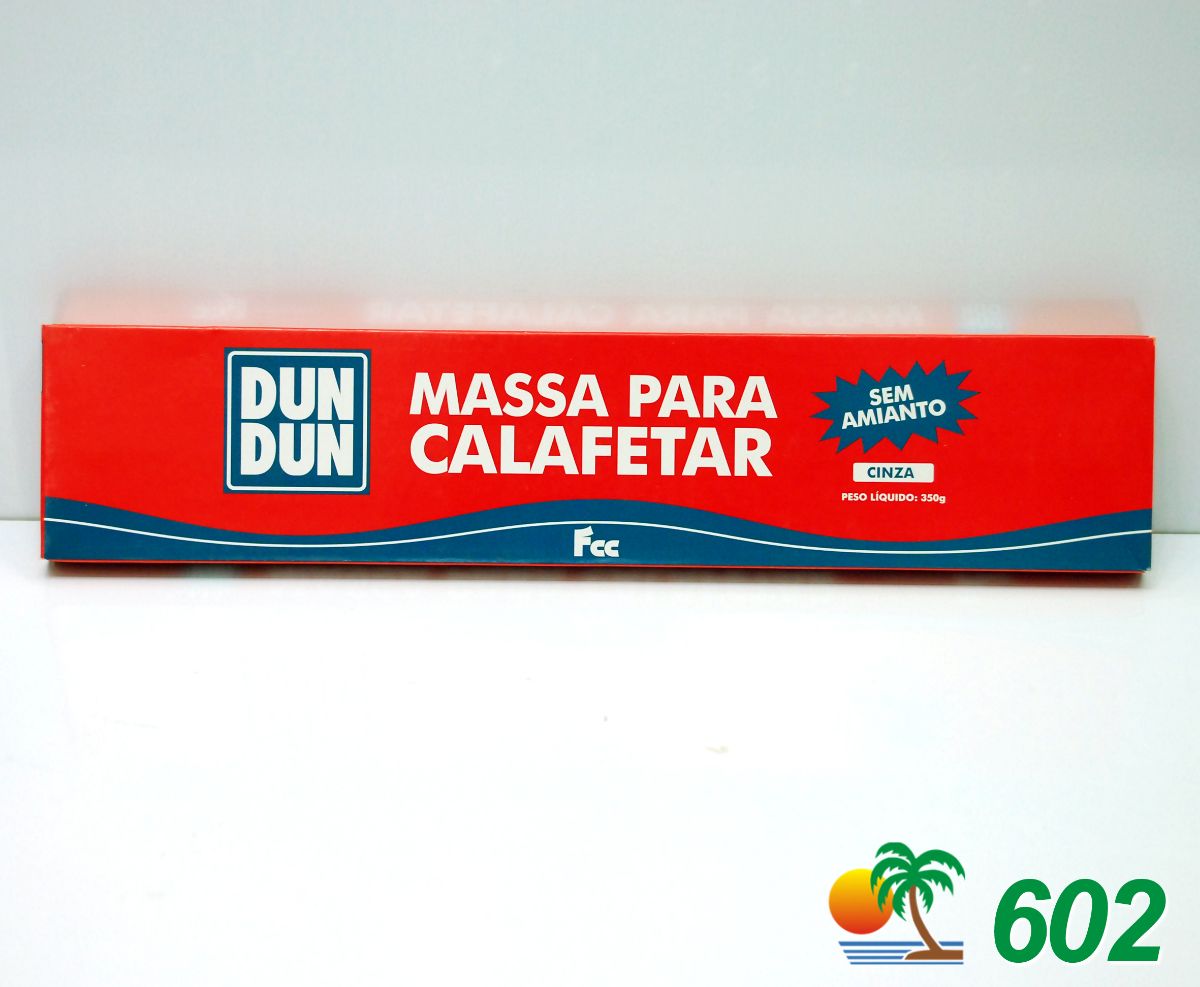 DUN
DUN
MASSA PARA
CALAFETAR
SEM
AMIANTO
CINZA
PESO LÍQUIDO: 350g
Fcc
602